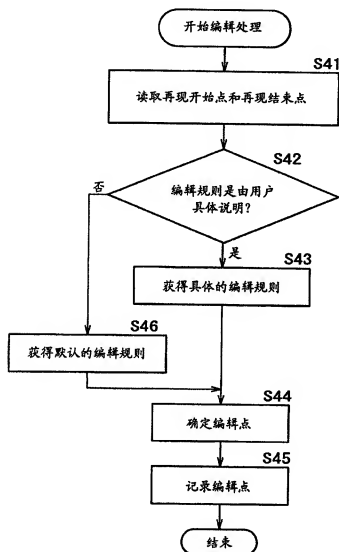 开始编辑处理
S41
读取再现开始点和再现结束点
S42
编辑规则是由用户
具体说明?
否
是
S43
获得具体的编辑规则
S46
获得默认的编辑规则
S44
确定编辑点
S45
记录编辑点
结束